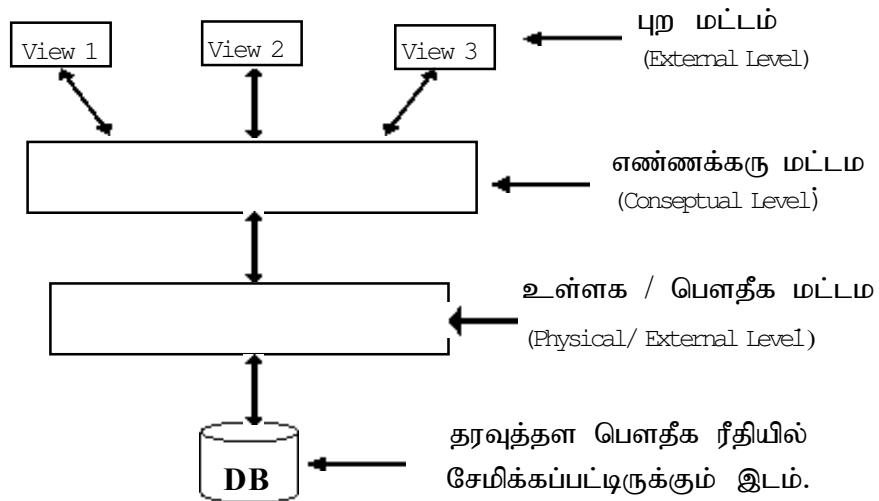 View 1
View 2
View 3
புற மட்டம்
(External Level)
எண்ணக்கரு மட்டம
(Conseptual Level)
உள்ளக / பௌதீக மட்டம
(Physical/ External Level)
தரவுத்தள பௌதீக ரீதியில்
சேமிக்கப்பட்டிருக்கும் இடம்.
DB